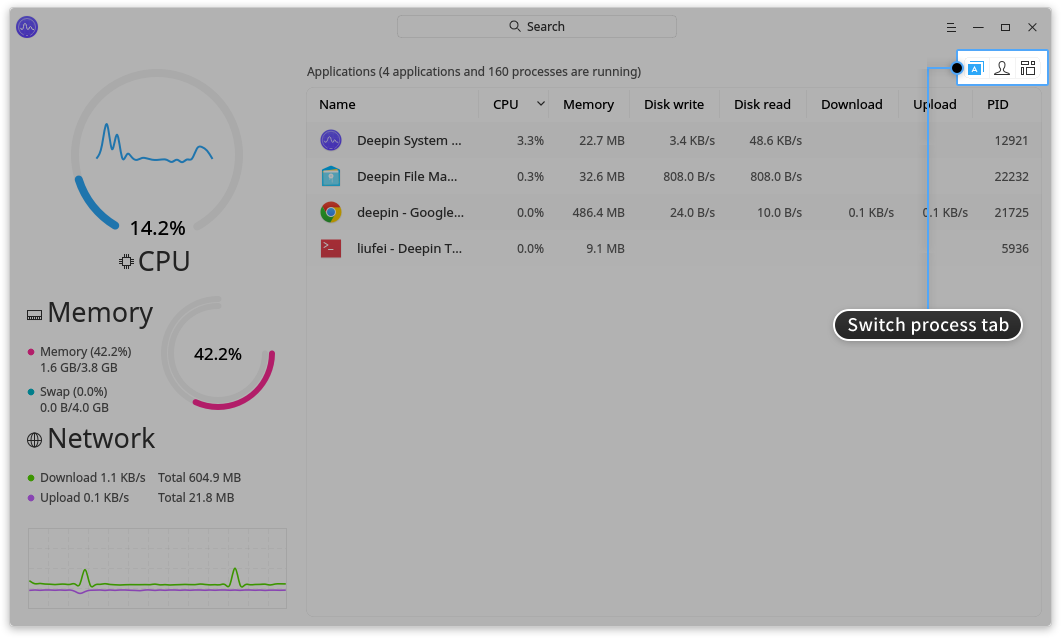 Search
Applications (4 applications and 160 processes are running)
A
Name CPU Memory Disk write Disk read Download Upload PID
Deepin System ... 3.3% 22.7 MB 3.4 KB/s 48.6 KB/s 12921
Deepin File Ma... 0.3% 32.6 MB 808.0 B/s 808.0 B/s 22232
deepin - Google... 0.0% 486.4 MB 24.0 B/s 10.0 B/s 0.1 KB/s 0.1 KB/s 21725
liufei - Deepin T... 0.0% 9.1 MB 5936
14.2%
CPU
Memory
Memory (42.2%)
1.6 GB/3.8 GB
42.2%
Swap (0.0%)
0.0 B/4.0 GB
Network
Download 1.1 KB/s Total 604.9 MB
Upload 0.1 KB/s Total 21.8 MB
Switch process tab